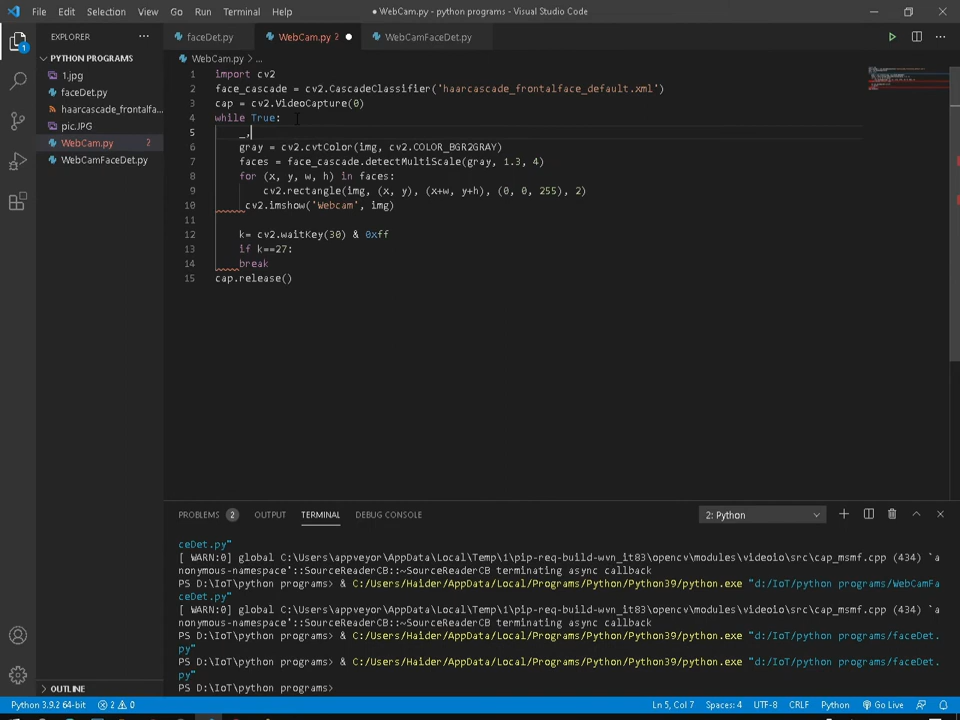 File Edit Selection View Go Run Terminal Help
● WebCam.py - python programs - Visual Studio Code
EXPLORER ...
faceDet.py
WebCam.py 2 ●
WebCamFaceDet.py
1
PYTHON PROGRAMS
1.jpg
faceDet.py
haarcascade_frontalfa...
pic.JPG
WebCam.py 2
WebCamFaceDet.py
WebCam.py > ...
1 import cv2
2 face_cascade = cv2.CascadeClassifier('haarcascade_frontalface_default.xml')
3 cap = cv2.VideoCapture(0)
4 while True:
5 _,
6 gray = cv2.cvtColor(img, cv2.COLOR_BGR2GRAY)
7 faces = face_cascade.detectMultiScale(gray, 1.3, 4)
8 for (x, y, w, h) in faces:
9 cv2.rectangle(img, (x, y), (x+w, y+h), (0, 0, 255), 2)
10 cv2.imshow('Webcam', img)
11
12 k= cv2.waitKey(30) & 0xff
13 if k==27:
14 break
15 cap.release()
PROBLEMS 2 OUTPUT TERMINAL DEBUG CONSOLE
2: Python
ceDet.py"
[ WARN:0] global C:\Users\appveyor\AppData\Local\Temp\1\pip-req-build-wvn_it83\opencv\modules\videoio\src\cap_msmf.cpp (434) `a
nonymous-namespace'::SourceReaderCB::~SourceReaderCB terminating async callback
PS D:\IoT\python programs> & C:/Users/Haider/AppData/Local/Programs/Python/Python39/python.exe "d:/IoT/python programs/WebCamFa
ceDet.py"
[ WARN:0] global C:\Users\appveyor\AppData\Local\Temp\1\pip-req-build-wvn_it83\opencv\modules\videoio\src\cap_msmf.cpp (434) `a
nonymous-namespace'::SourceReaderCB::~SourceReaderCB terminating async callback
PS D:\IoT\python programs> & C:/Users/Haider/AppData/Local/Programs/Python/Python39/python.exe "d:/IoT/python programs/faceDet.
py"
PS D:\IoT\python programs> & C:/Users/Haider/AppData/Local/Programs/Python/Python39/python.exe "d:/IoT/python programs/faceDet.
py"
PS D:\IoT\python programs>
OUTLINE
Python 3.9.2 64-bit 2 0 Ln 5, Col 7 Spaces: 4 UTF-8 CRLF Python Go Live